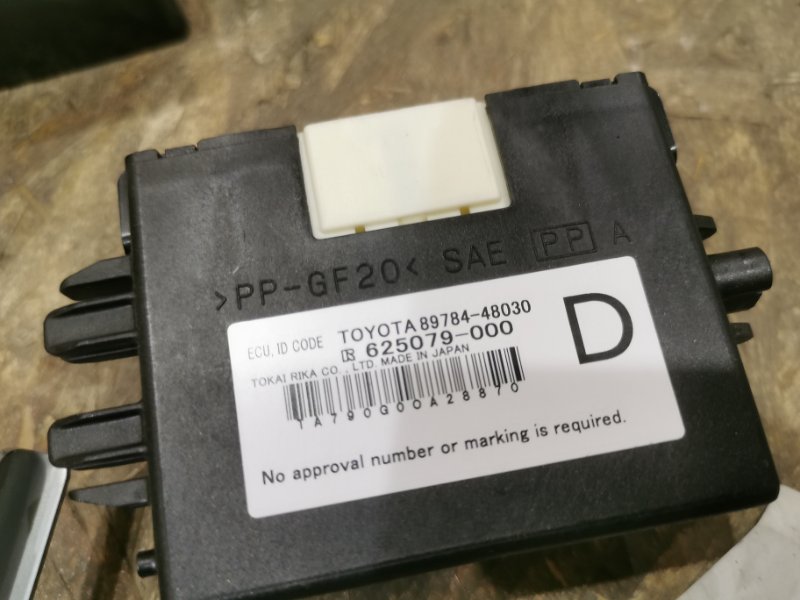 >PP-GF20< SAE PP A
ECU, ID CODE TOYOTA 89784-48030
R 625079-000
D
TOKAI RIKA CO., LTD. MADE IN JAPAN
TA790G00A28870
No approval number or marking is required.